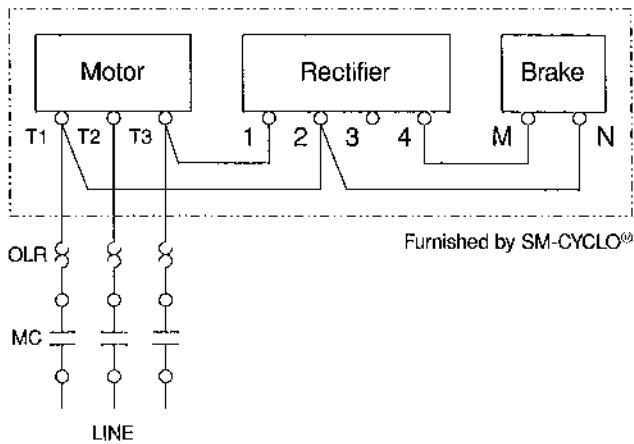 Motor Rectifier Brake
T1 T2 T3 1 2 3 4 M N
Furnished by SM-CYCLO®
OLR
MC
LINE